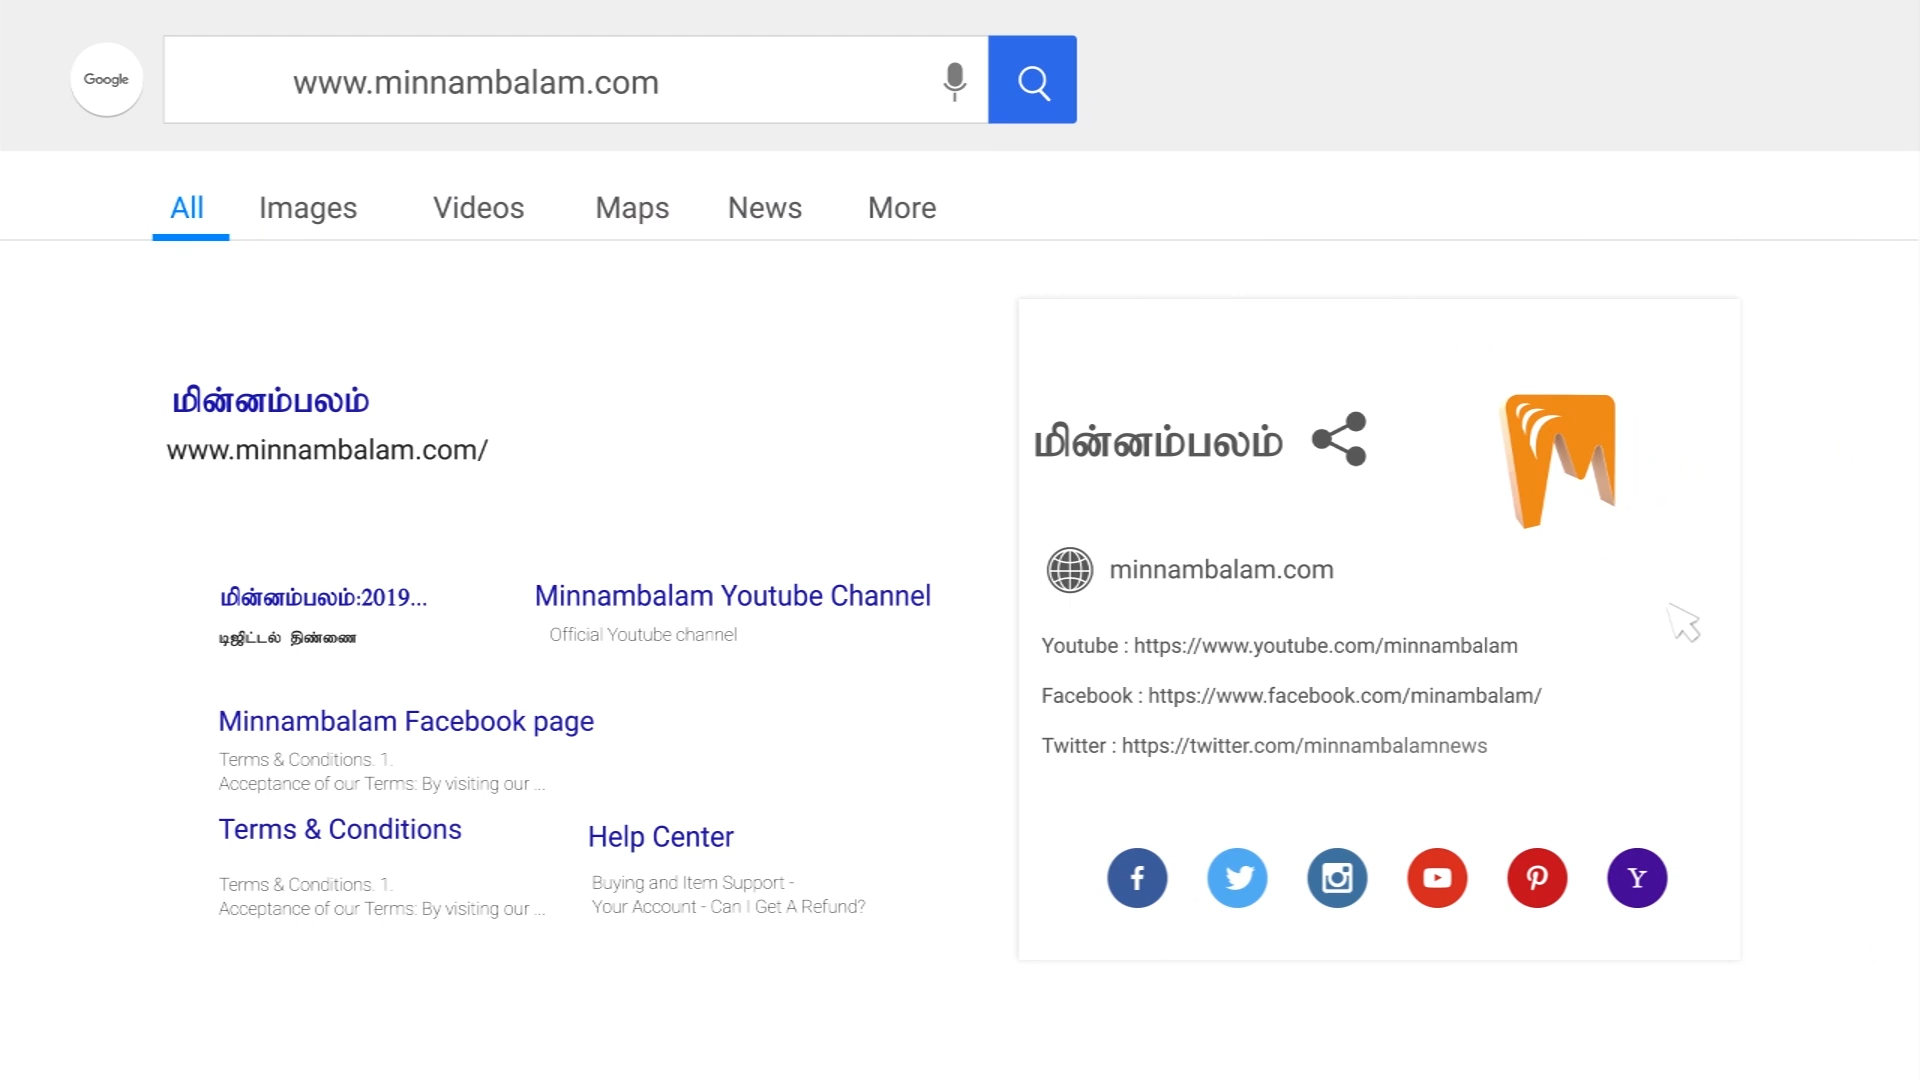 Google
www.minnambalam.com
All Images Videos Maps News More
மின்னம்பலம்
www.minnambalam.com/
மின்னம்பலம்:2019...
டிஜிட்டல் திண்ணை
Minnambalam Youtube Channel
Official Youtube channel
Minnambalam Facebook page
Terms & Conditions. 1.
Acceptance of our Terms: By visiting our ...
Terms & Conditions
Terms & Conditions. 1.
Acceptance of our Terms: By visiting our ...
Help Center
Buying and Item Support -
Your Account - Can I Get A Refund?
மின்னம்பலம்
minnambalam.com
Youtube : https://www.youtube.com/minnambalam
Facebook : https://www.facebook.com/minambalam/
Twitter : https://twitter.com/minnambalamnews